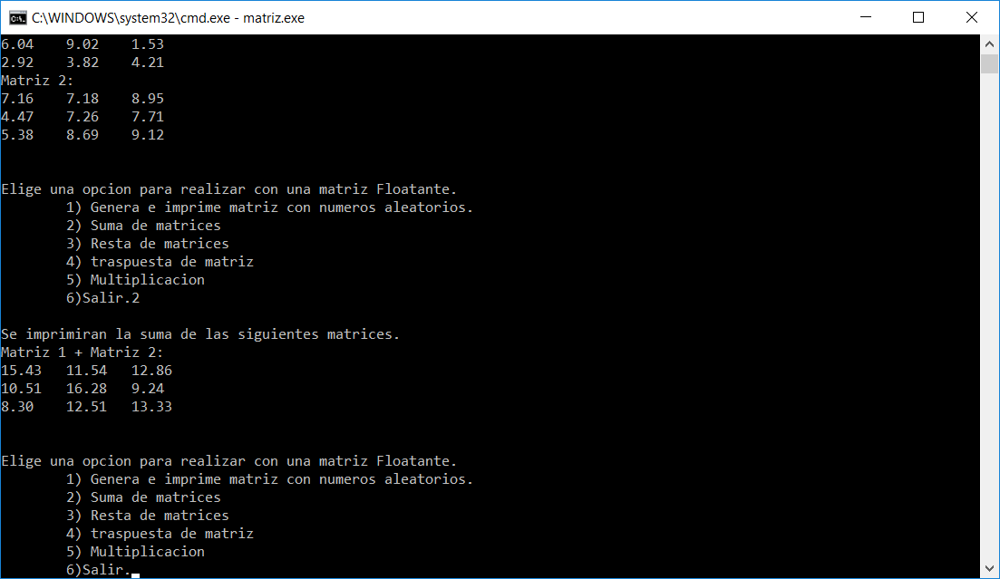 C:\WINDOWS\system32\cmd.exe - matriz.exe
6.04 9.02 1.53
2.92 3.82 4.21
Matriz 2:
7.16 7.18 8.95
4.47 7.26 7.71
5.38 8.69 9.12
Elige una opcion para realizar con una matriz Floatante.
1) Genera e imprime matriz con numeros aleatorios.
2) Suma de matrices
3) Resta de matrices
4) traspuesta de matriz
5) Multiplicacion
6)Salir.2
Se imprimiran la suma de las siguientes matrices.
Matriz 1 + Matriz 2:
15.43 11.54 12.86
10.51 16.28 9.24
8.30 12.51 13.33
Elige una opcion para realizar con una matriz Floatante.
1) Genera e imprime matriz con numeros aleatorios.
2) Suma de matrices
3) Resta de matrices
4) traspuesta de matriz
5) Multiplicacion
6)Salir.